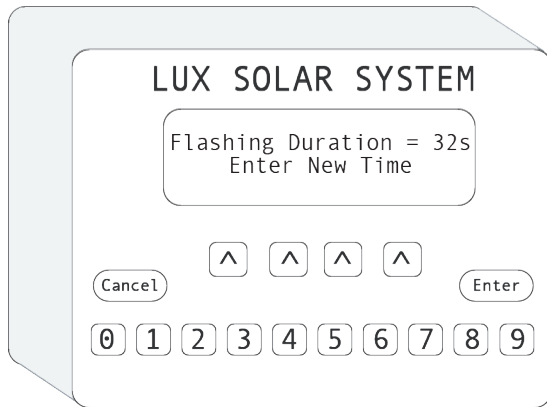 LUX SOLAR SYSTEM
Flashing Duration = 32s
Enter New Time
^ ^ ^ ^
Cancel Enter
0 1 2 3 4 5 6 7 8 9